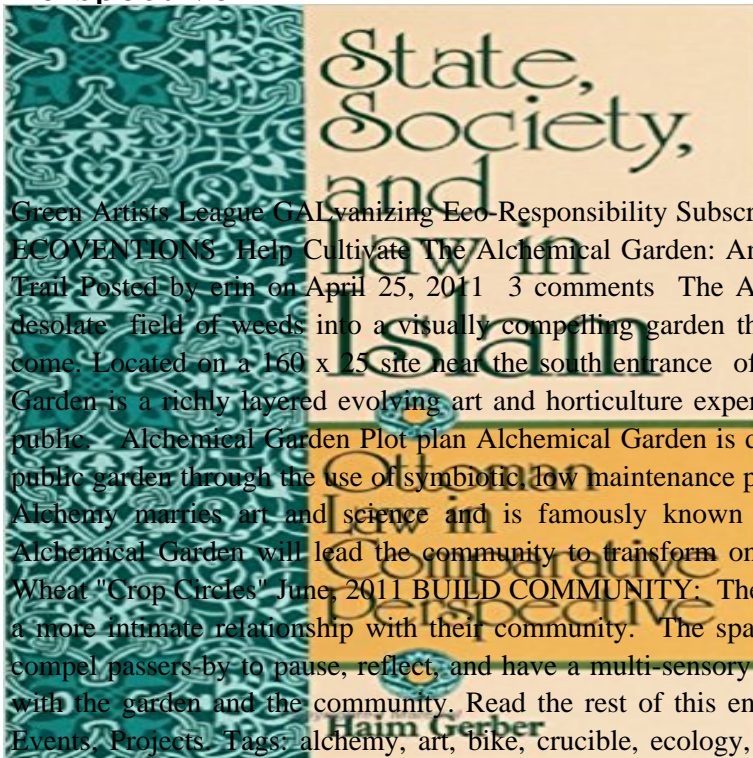 State,
Society,
and
Law in
Islam
Ottoman
Law in
Comparative
Perspective
Haim Gerber
Green Artists League GALvanizing Eco-Responsibility Subscr
ECOVENTIONS Help Cultivate The Alchemical Garden: Ar
Trail Posted by erin on April 25, 2011 3 comments The A
desolate field of weeds into a visually compelling garden th
come. Located on a 160 x 25 site near the south entrance of
Garden is a richly layered evolving art and horticulture exper
public. Alchemical Garden Plot plan Alchemical Garden is
public garden through the use of symbiotic, low maintenance p
Alchemy marries art and science and is famously known
Alchemical Garden will lead the community to transform on
Wheat "Crop Circles" June, 2011 BUILD COMMUNITY: The
a more intimate relationship with their community. The spa
compel passers-by to pause, reflect, and have a multi-sensory
with the garden and the community. Read the rest of this en
Events, Projects. Tags: alchemy, art, bike, crucible, ecology,